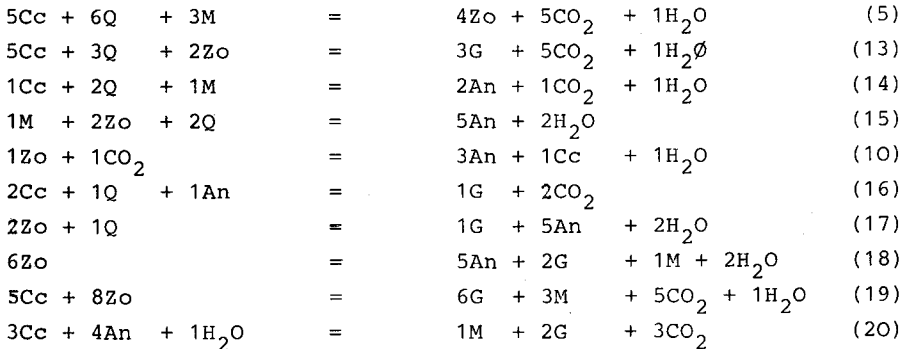 5Cc + 6Q + 3M = 4Zo + 5CO₂ + 1H₂O (5)
5Cc + 3Q + 2Zo = 3G + 5CO₂ + 1H₂Ø (13)
1Cc + 2Q + 1M = 2An + 1CO₂ + 1H₂O (14)
1M + 2Zo + 2Q = 5An + 2H₂O (15)
1Zo + 1CO₂ = 3An + 1Cc + 1H₂O (10)
2Cc + 1Q + 1An = 1G + 2CO₂ (16)
2Zo + 1Q = 1G + 5An + 2H₂O (17)
6Zo = 5An + 2G + 1M + 2H₂O (18)
5Cc + 8Zo = 6G + 3M + 5CO₂ + 1H₂O (19)
3Cc + 4An + 1H₂O = 1M + 2G + 3CO₂ (20)